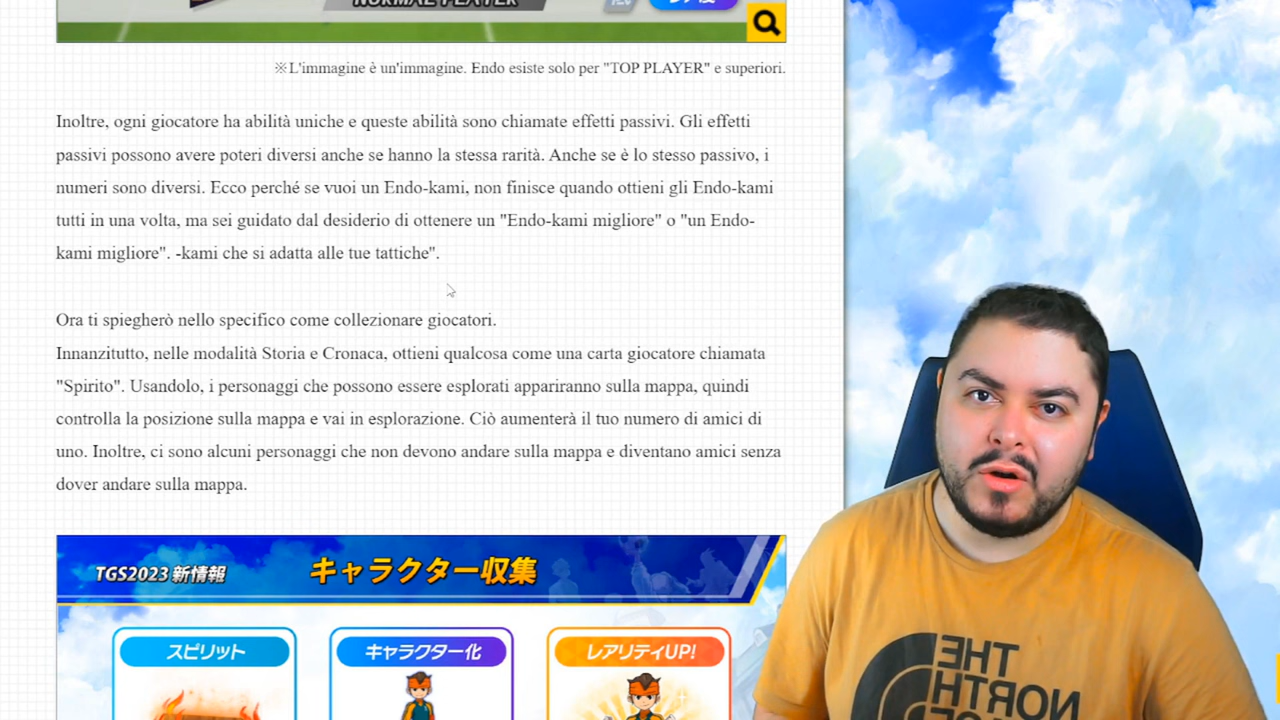 NORMAL PLAYER
※L'immagine è un'immagine. Endo esiste solo per "TOP PLAYER" e superiori.
Inoltre, ogni giocatore ha abilità uniche e queste abilità sono chiamate effetti passivi. Gli effetti
passivi possono avere poteri diversi anche se hanno la stessa rarità. Anche se è lo stesso passivo, i
numeri sono diversi. Ecco perché se vuoi un Endo-kami, non finisce quando ottieni gli Endo-kami
tutti in una volta, ma sei guidato dal desiderio di ottenere un "Endo-kami migliore" o "un Endo-
kami migliore". -kami che si adatta alle tue tattiche".
Ora ti spiegherò nello specifico come collezionare giocatori.
Innanzitutto, nelle modalità Storia e Cronaca, ottieni qualcosa come una carta giocatore chiamata
"Spirito". Usandolo, i personaggi che possono essere esplorati appariranno sulla mappa, quindi
controlla la posizione sulla mappa e vai in esplorazione. Ciò aumenterà il tuo numero di amici di
uno. Inoltre, ci sono alcuni personaggi che non devono andare sulla mappa e diventano amici senza
dover andare sulla mappa.
TGS2023 新情報 キャラクター収集
スピリット キャラクター化 レアリティUP!
THE
NORTH